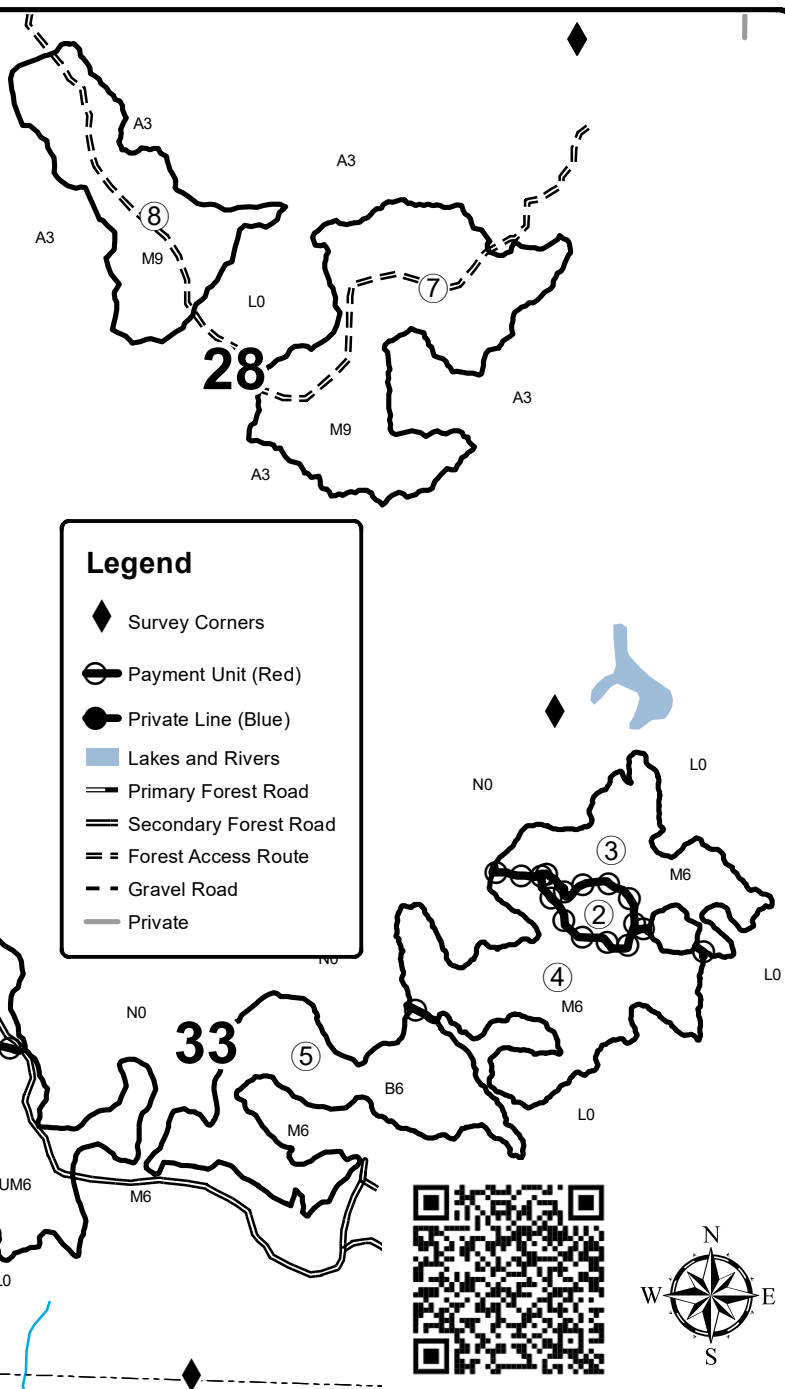 A3
A3
8
A3
M9
7
L0
28
A3
M9
A3
Legend
Survey Corners
Payment Unit (Red)
Private Line (Blue)
Lakes and Rivers
Primary Forest Road
Secondary Forest Road
Forest Access Route
Gravel Road
Private
L0
N0
3
M6
2
N0
4
L0
M6
N0
33
5
B6
L0
M6
UM6
M6
L0
N
W
E
S